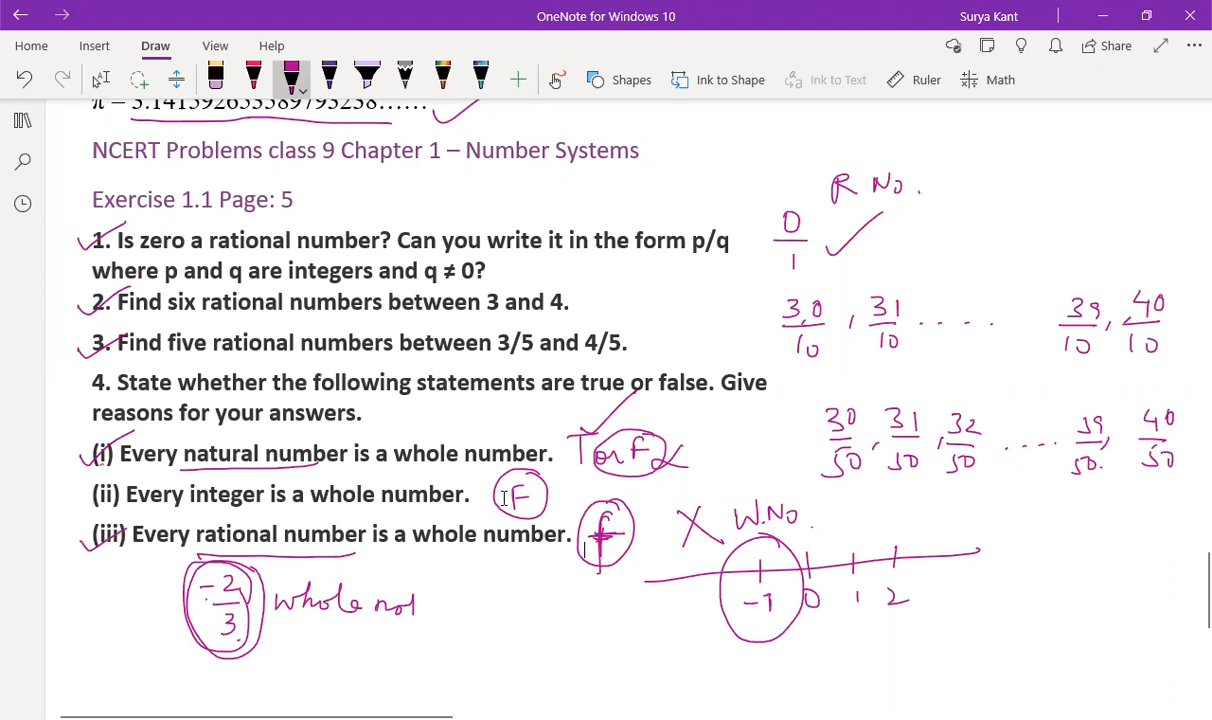 OneNote for Windows 10
Surya Kant
Home Insert Draw View Help
Share
Shapes Ink to Shape Ink to Text Ruler Math
π = 3.141592653589793238……
NCERT Problems class 9 Chapter 1 – Number Systems
R No.
Exercise 1.1 Page: 5
1. Is zero a rational number? Can you write it in the form p/q
where p and q are integers and q ≠ 0?
0/1
2. Find six rational numbers between 3 and 4.
30/10, 31/10 ..... 39/10, 40/10
3. Find five rational numbers between 3/5 and 4/5.
4. State whether the following statements are true or false. Give
reasons for your answers.
30/50, 31/50, 32/50 .... 39/50, 40/50
(i) Every natural number is a whole number. T or F
(ii) Every integer is a whole number. F
W.No.
(iii) Every rational number is a whole number. F
-1 0 1 2
-2/3 whole not